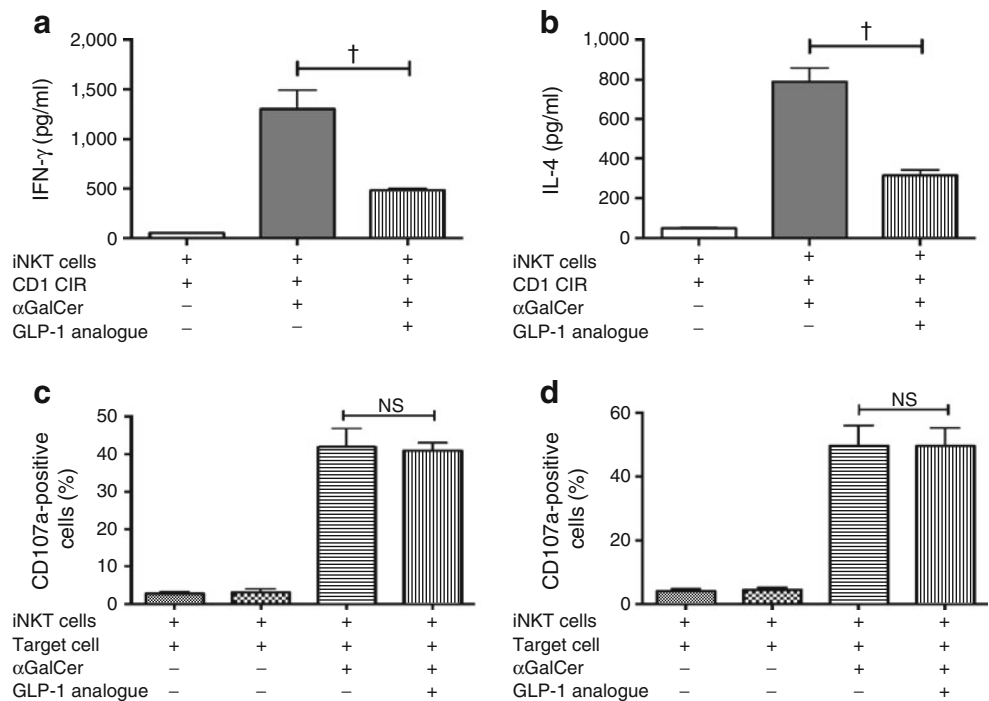 a
2,000
1,500
1,000
500
0
IFN-γ (pg/ml)
†
iNKT cells + + +
CD1 CIR + + +
αGalCer – + +
GLP-1 analogue – – +
b
1,000
800
600
400
200
0
IL-4 (pg/ml)
†
iNKT cells + + +
CD1 CIR + + +
αGalCer – + +
GLP-1 analogue – – +
c
50
40
30
20
10
0
CD107a-positive
cells (%)
NS
iNKT cells + + + +
Target cell + + + +
αGalCer – – + +
GLP-1 analogue – – – +
d
60
40
20
0
CD107a-positive
cells (%)
NS
iNKT cells + + + +
Target cell + + + +
αGalCer – – + +
GLP-1 analogue – – – +